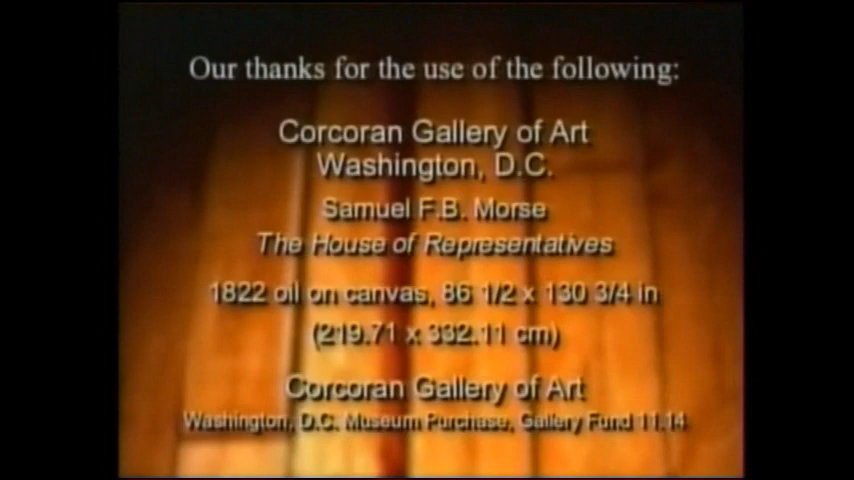 Our thanks for the use of the following:
Corcoran Gallery of Art
Washington, D.C.
Samuel F.B. Morse
The House of Representatives
1822 oil on canvas, 86 1/2 x 130 3/4 in
(219.71 x 332.11 cm)
Corcoran Gallery of Art
Washington, D.C. Museum Purchase, Gallery Fund 11.14